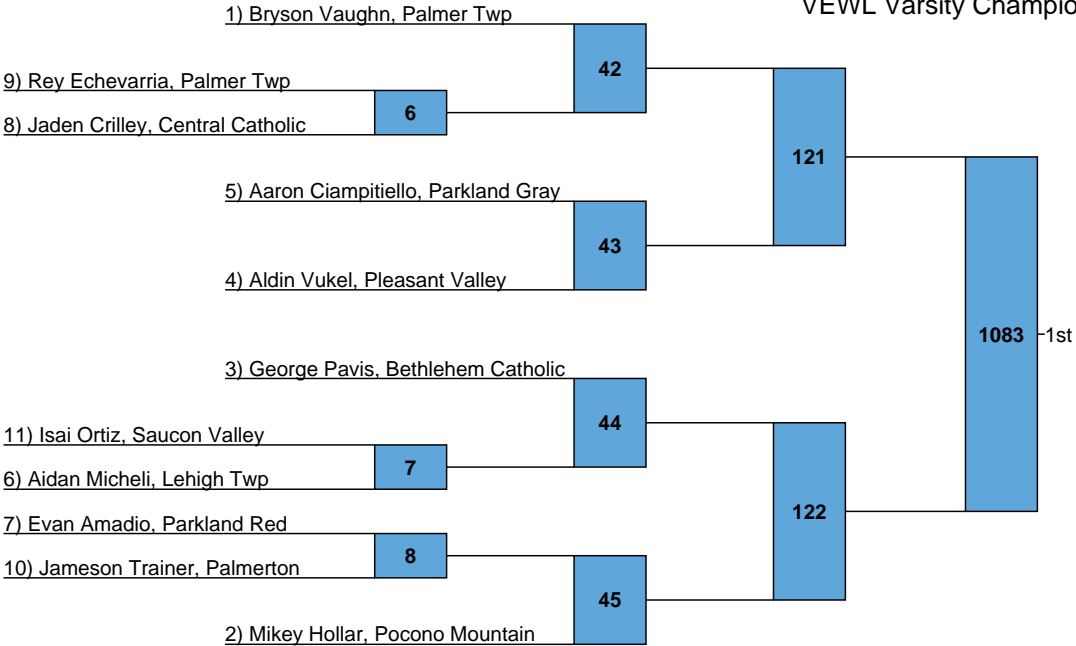 VEWL Varsity Champio
1) Bryson Vaughn, Palmer Twp
42
9) Rey Echevarria, Palmer Twp
6
8) Jaden Crilley, Central Catholic
121
5) Aaron Ciampitiello, Parkland Gray
43
4) Aldin Vukel, Pleasant Valley
1083
1st
3) George Pavis, Bethlehem Catholic
44
11) Isai Ortiz, Saucon Valley
7
6) Aidan Micheli, Lehigh Twp
122
7) Evan Amadio, Parkland Red
8
10) Jameson Trainer, Palmerton
45
2) Mikey Hollar, Pocono Mountain